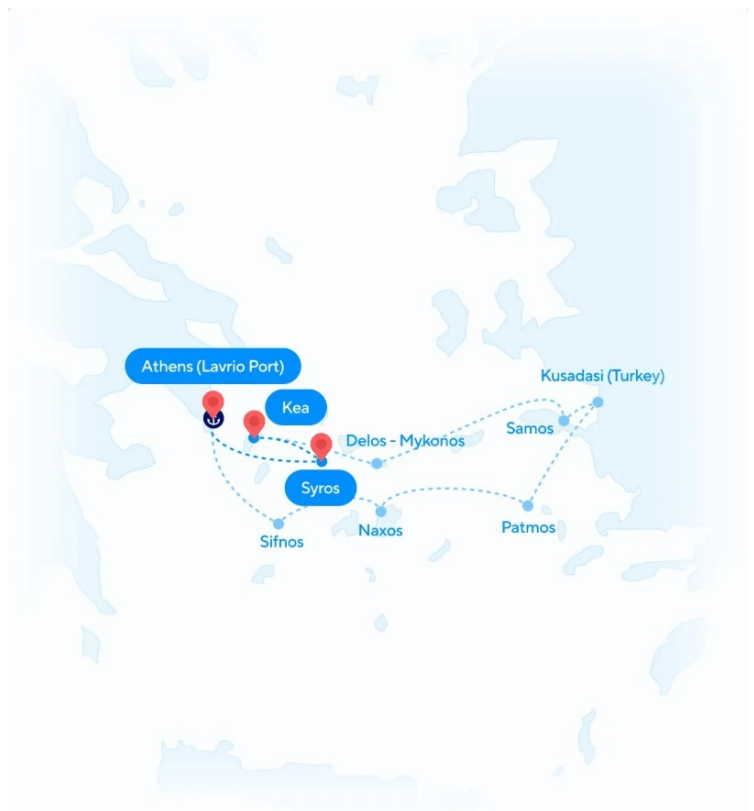 Athens (Lavrio Port)
Kusadasi (Turkey)
Kea
Samos
Delos - Mykonos
Syros
Patmos
Naxos
Sifnos